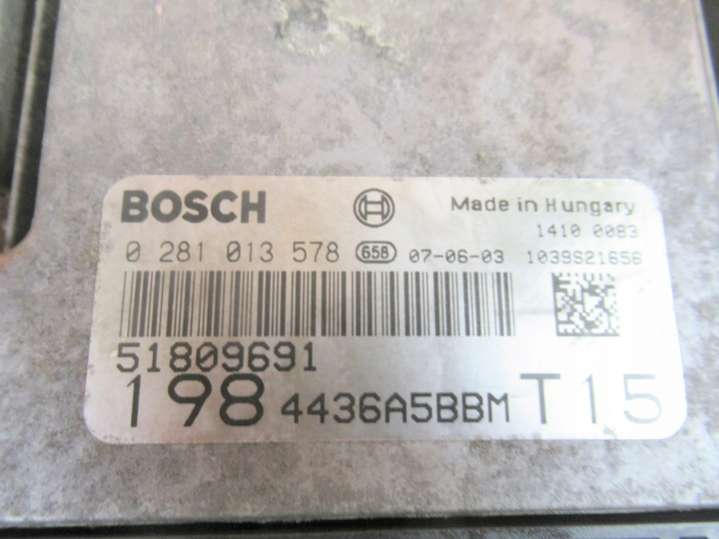 BOSCH Made in Hungary
1410 0083
0 281 013 578 658 07-06-03 1039S21656
51809691
198 4436A5BBM T15